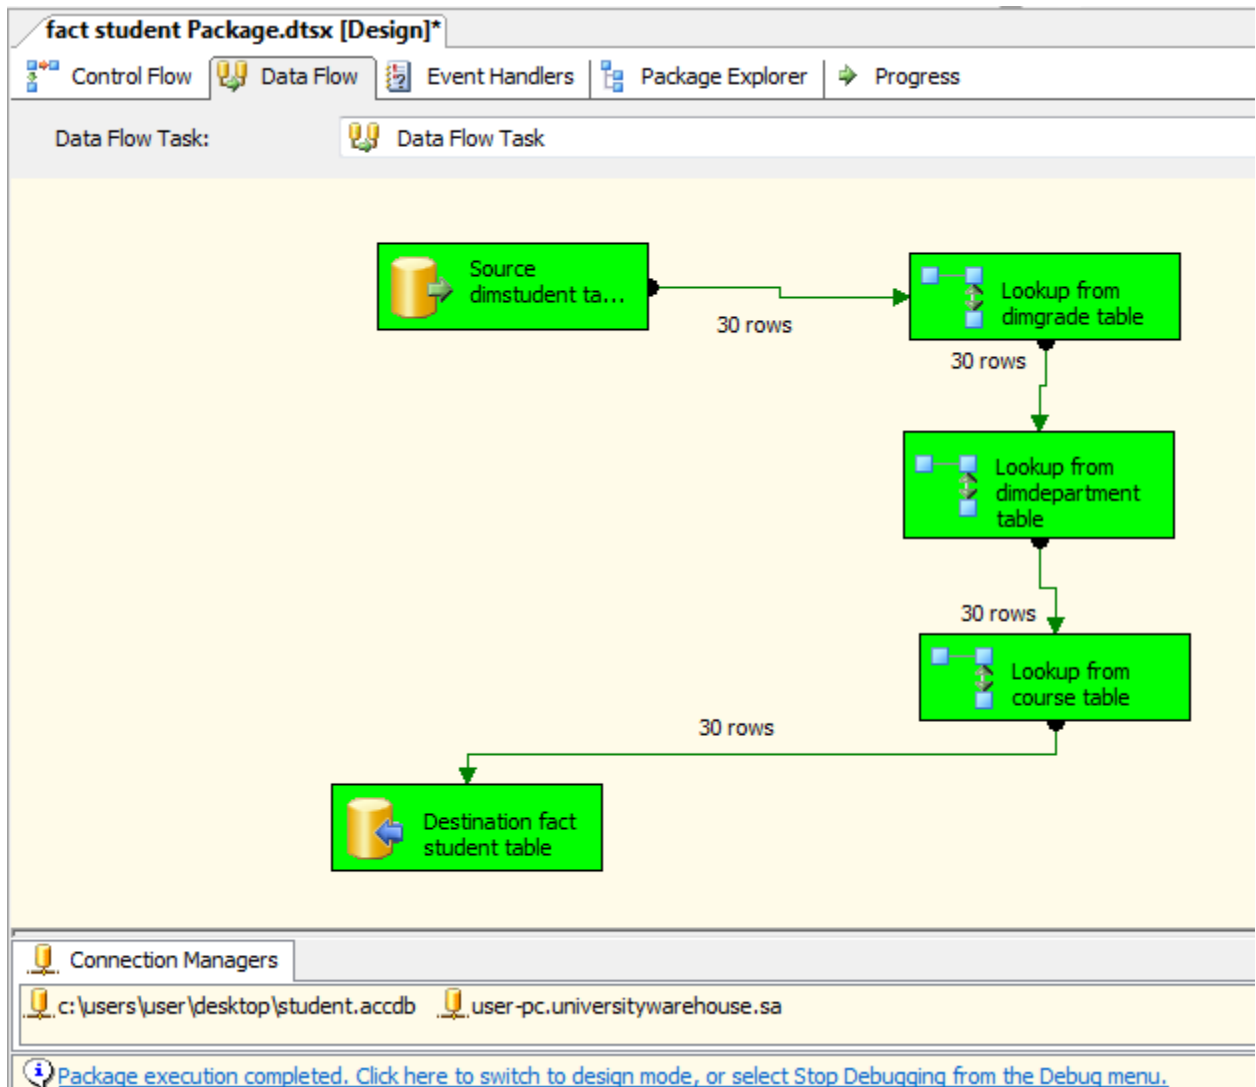 fact student Package.dtsx [Design]*
Control Flow Data Flow Event Handlers Package Explorer Progress
Data Flow Task: Data Flow Task
Source
dimstudent ta...
30 rows
Lookup from
dimgrade table
30 rows
Lookup from
dimdepartment
table
30 rows
Lookup from
course table
30 rows
Destination fact
student table
Connection Managers
c:\users\user\desktop\student.accdb user-pc.universitywarehouse.sa
Package execution completed. Click here to switch to design mode, or select Stop Debugging from the Debug menu.